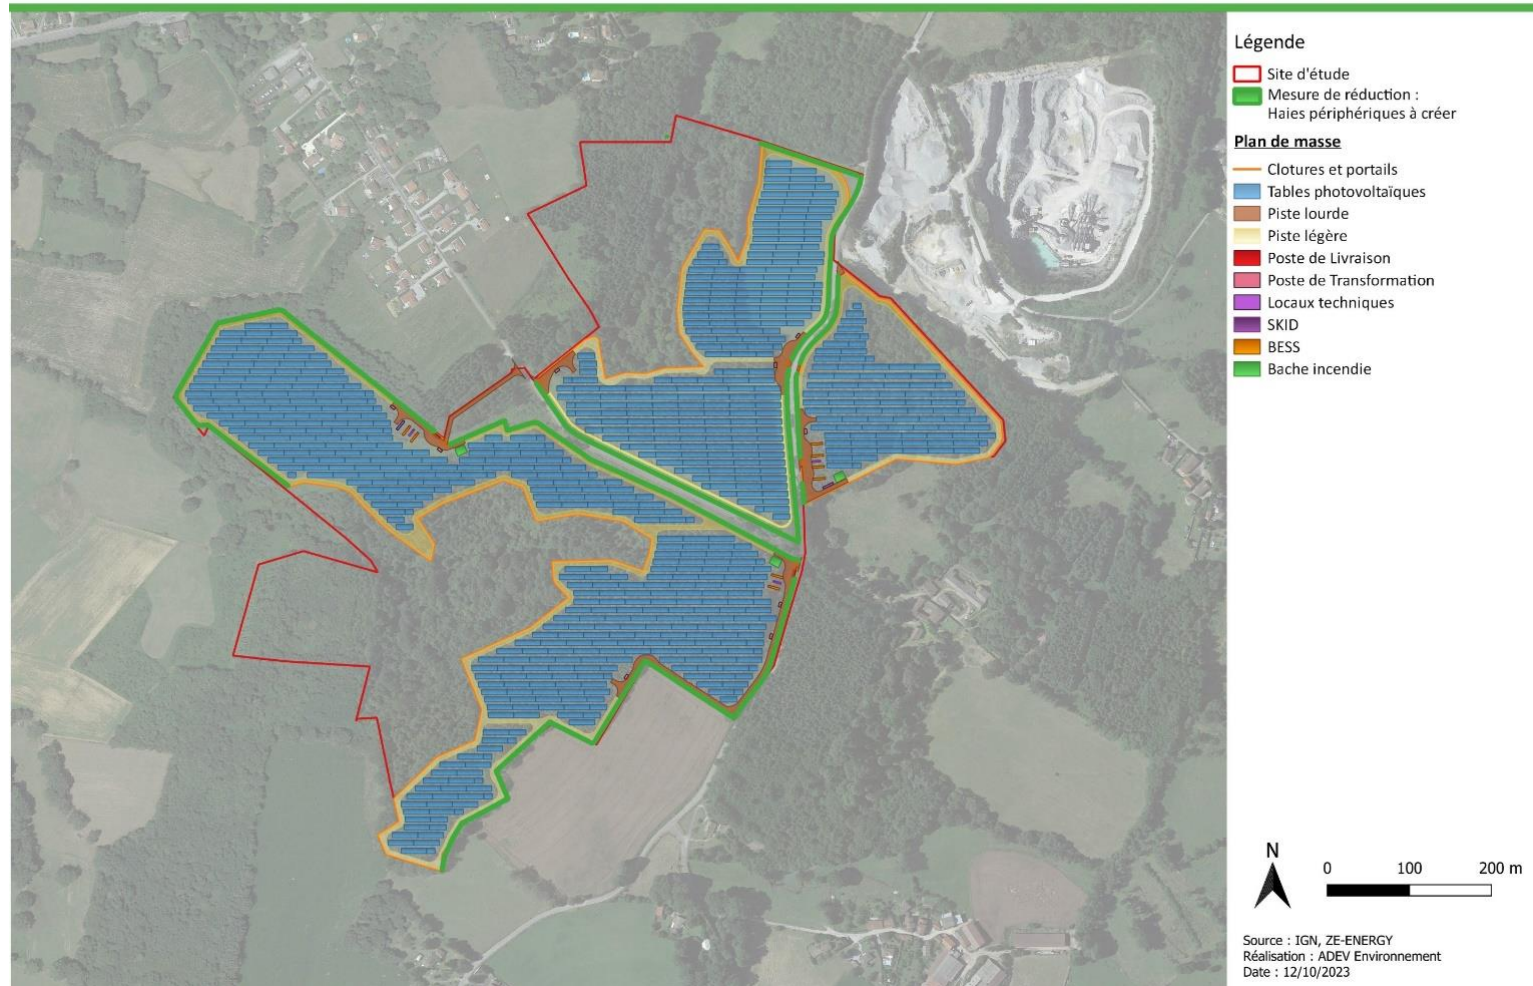 Légende
Site d'étude
Mesure de réduction :
Haies périphériques à créer
Plan de masse
Clotures et portails
Tables photovoltaïques
Piste lourde
Piste légère
Poste de Livraison
Poste de Transformation
Locaux techniques
SKID
BESS
Bache incendie
N
0 100 200 m
Source : IGN, ZE-ENERGY
Réalisation : ADEV Environnement
Date : 12/10/2023